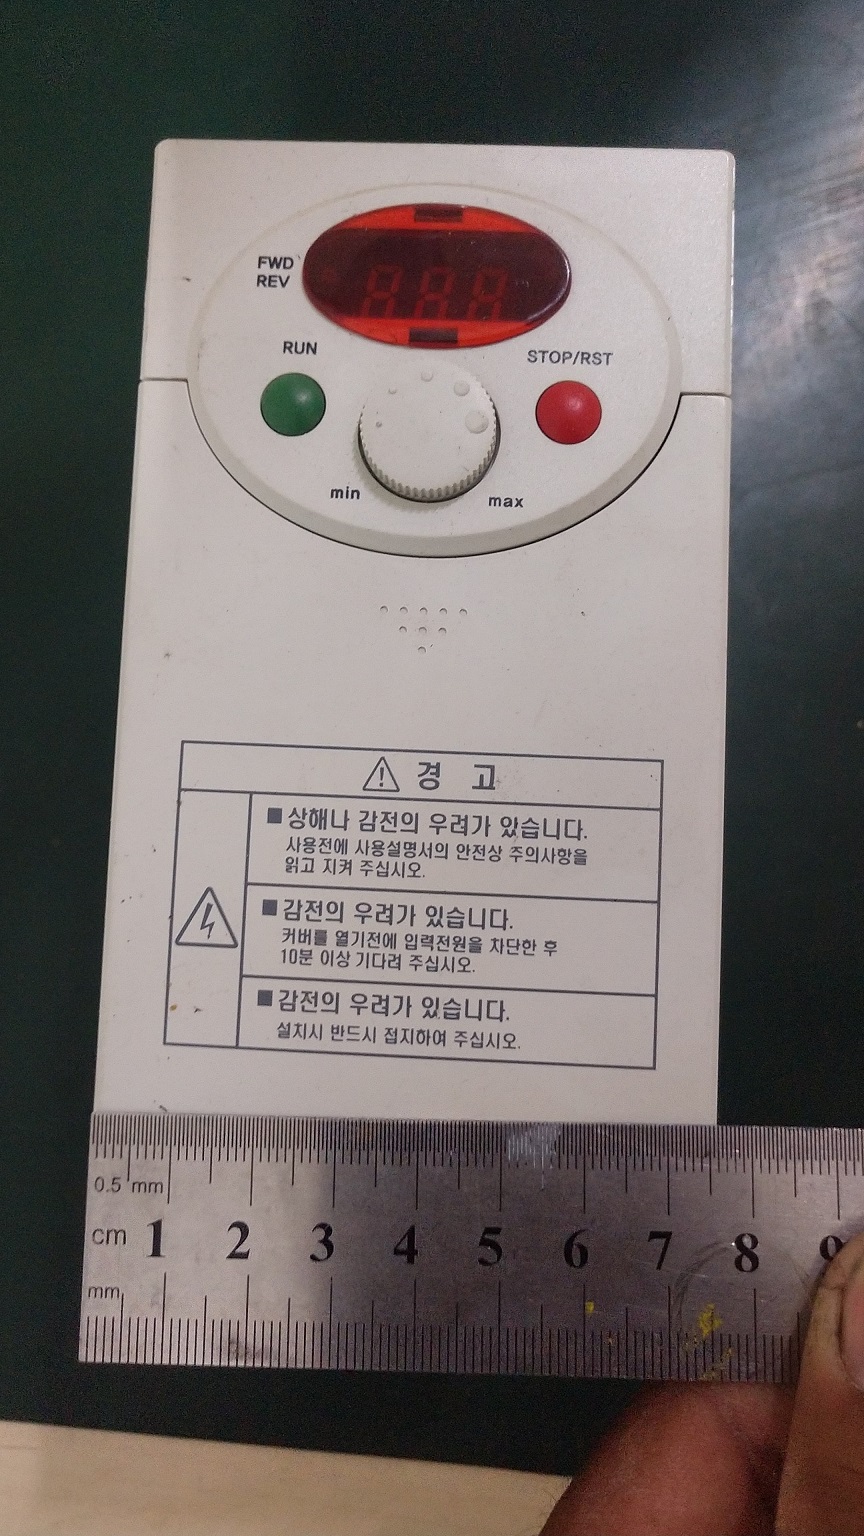 FWD
REV
888
RUN
STOP/RST
min
max
경 고
■ 상해나 감전의 우려가 있습니다.
사용전에 사용설명서의 안전상 주의사항을
읽고 지켜 주십시오.
■ 감전의 우려가 있습니다.
커버를 열기전에 입력전원을 차단한 후
10분 이상 기다려 주십시오.
■ 감전의 우려가 있습니다.
설치시 반드시 접지하여 주십시오.
0.5 mm
cm 1 2 3 4 5 6 7 8 9
mm